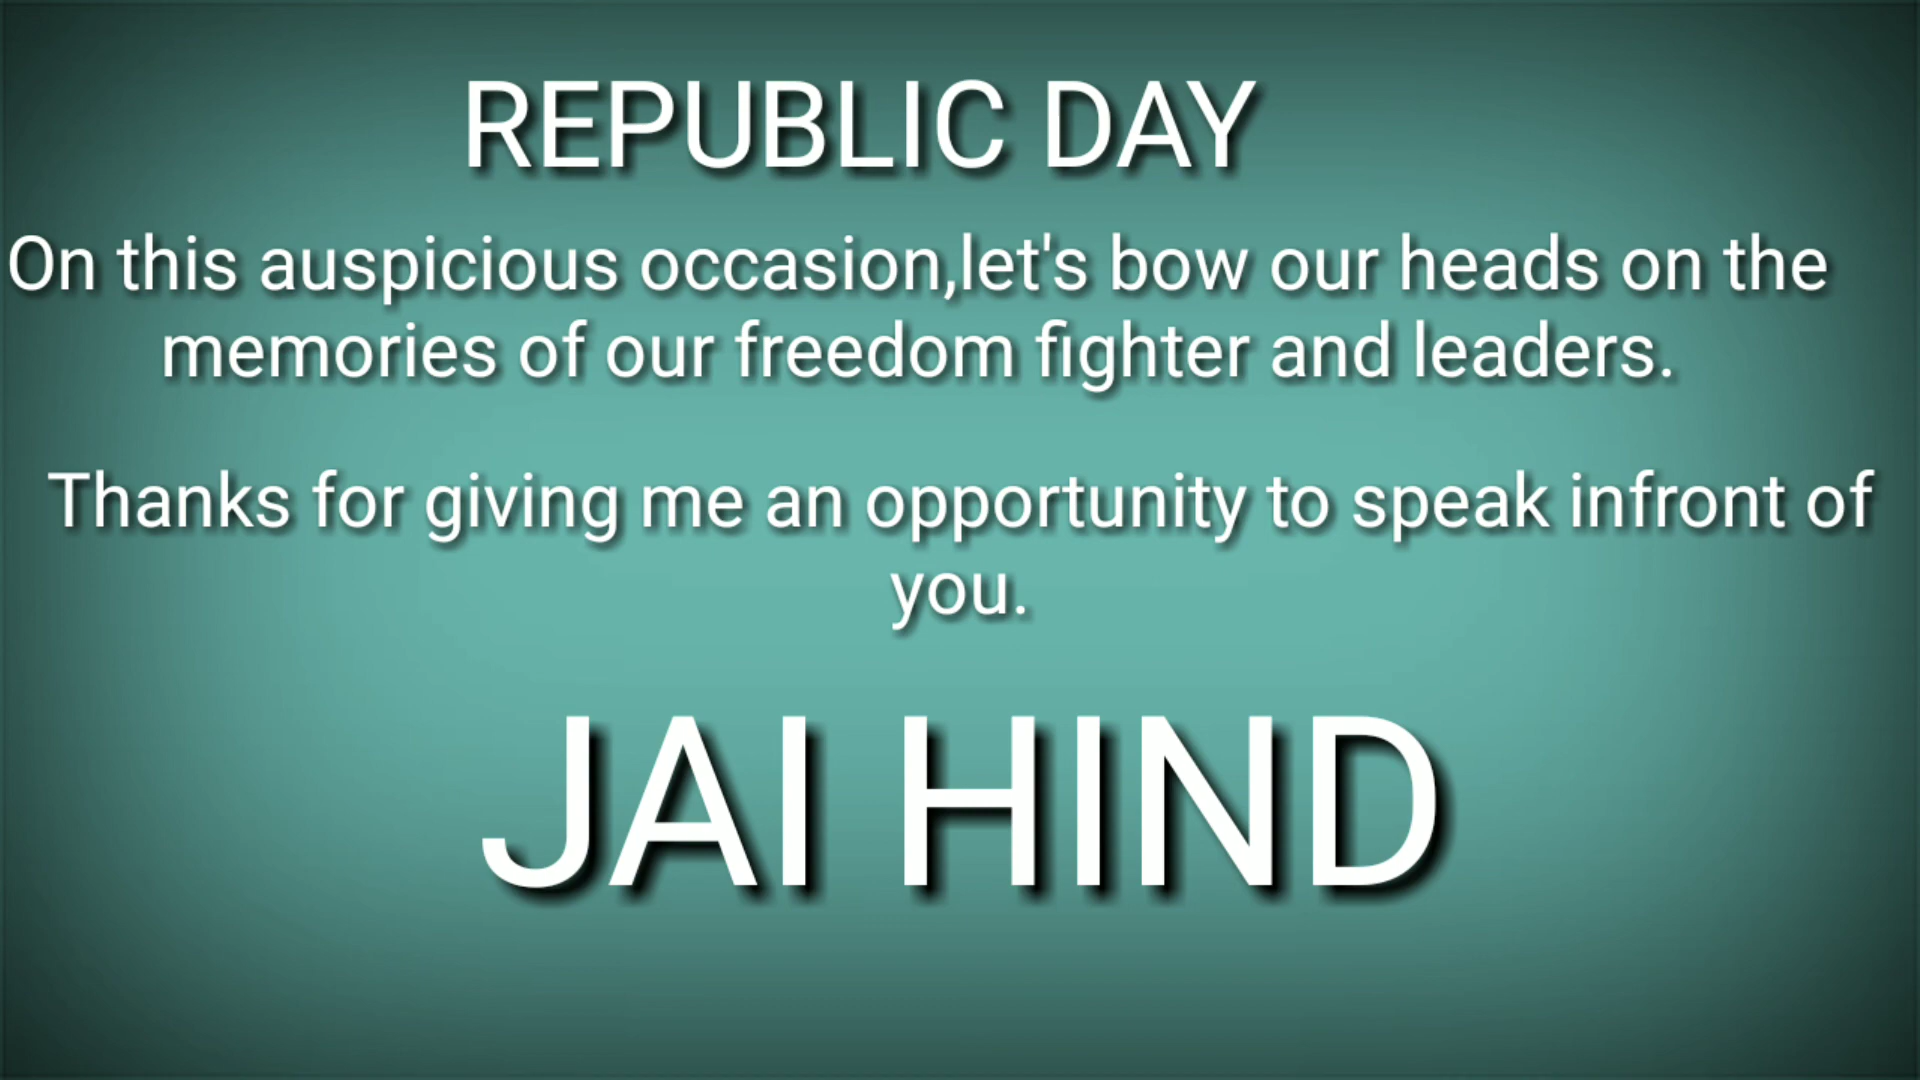 REPUBLIC DAY
On this auspicious occasion,let's bow our heads on the
memories of our freedom fighter and leaders.
Thanks for giving me an opportunity to speak infront of
you.
JAI HIND